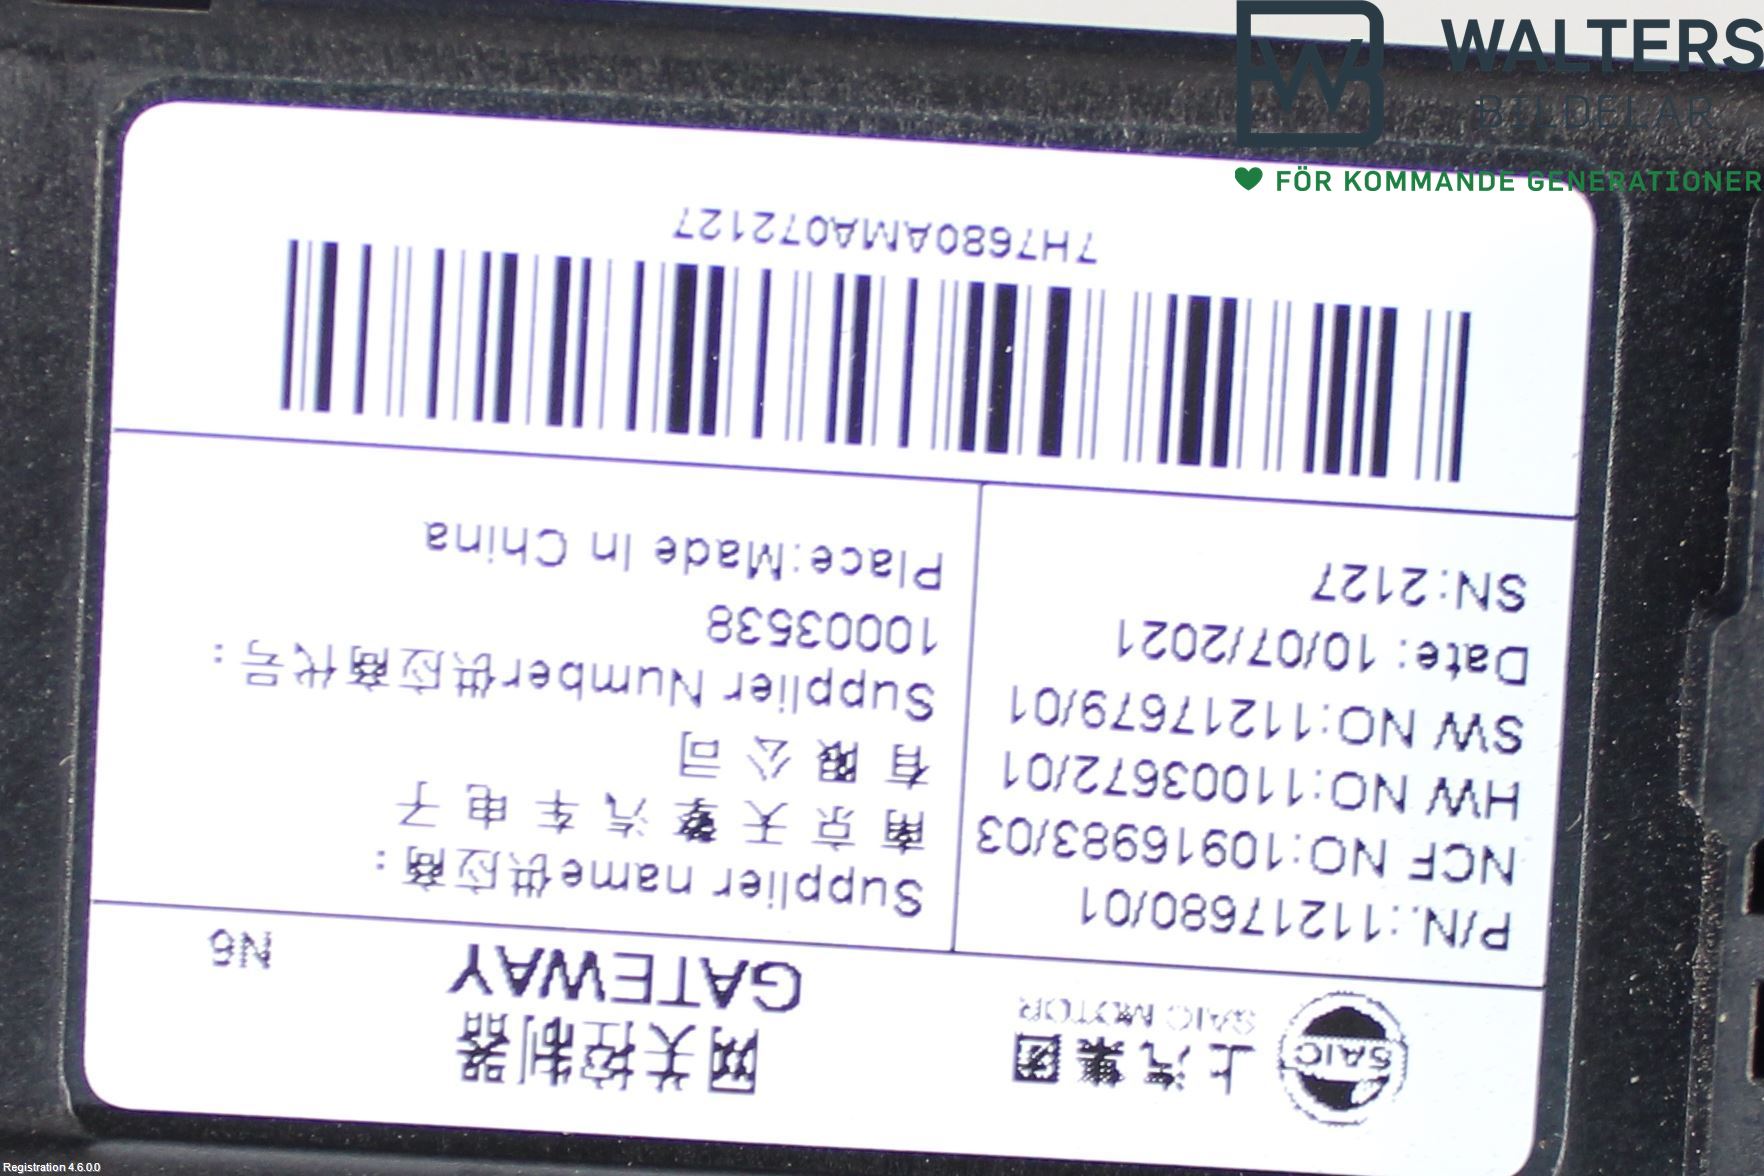 WALTERS
BILDELAR
FÖR KOMMANDE GENERATIONER
SAIC
上汽集团
SAIC MOTOR
网关控制器
GATEWAY
N6
P/N.:11217680/01
NCF NO:10916983/03
HW NO:11003672/01
SW NO:11217679/01
Date: 10/07/2021
SN:2127
Supplier name供应商:
南京天擎汽车电子
有限公司
Supplier Number供应商代号:
10003538
Place:Made In China
7H7680AMA072127
Registration 4.6.0.0